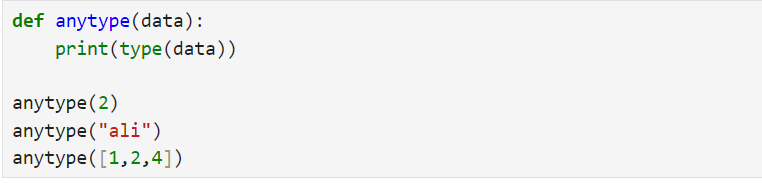 def anytype(data):
    print(type(data))
anytype(2)
anytype("ali")
anytype([1,2,4])